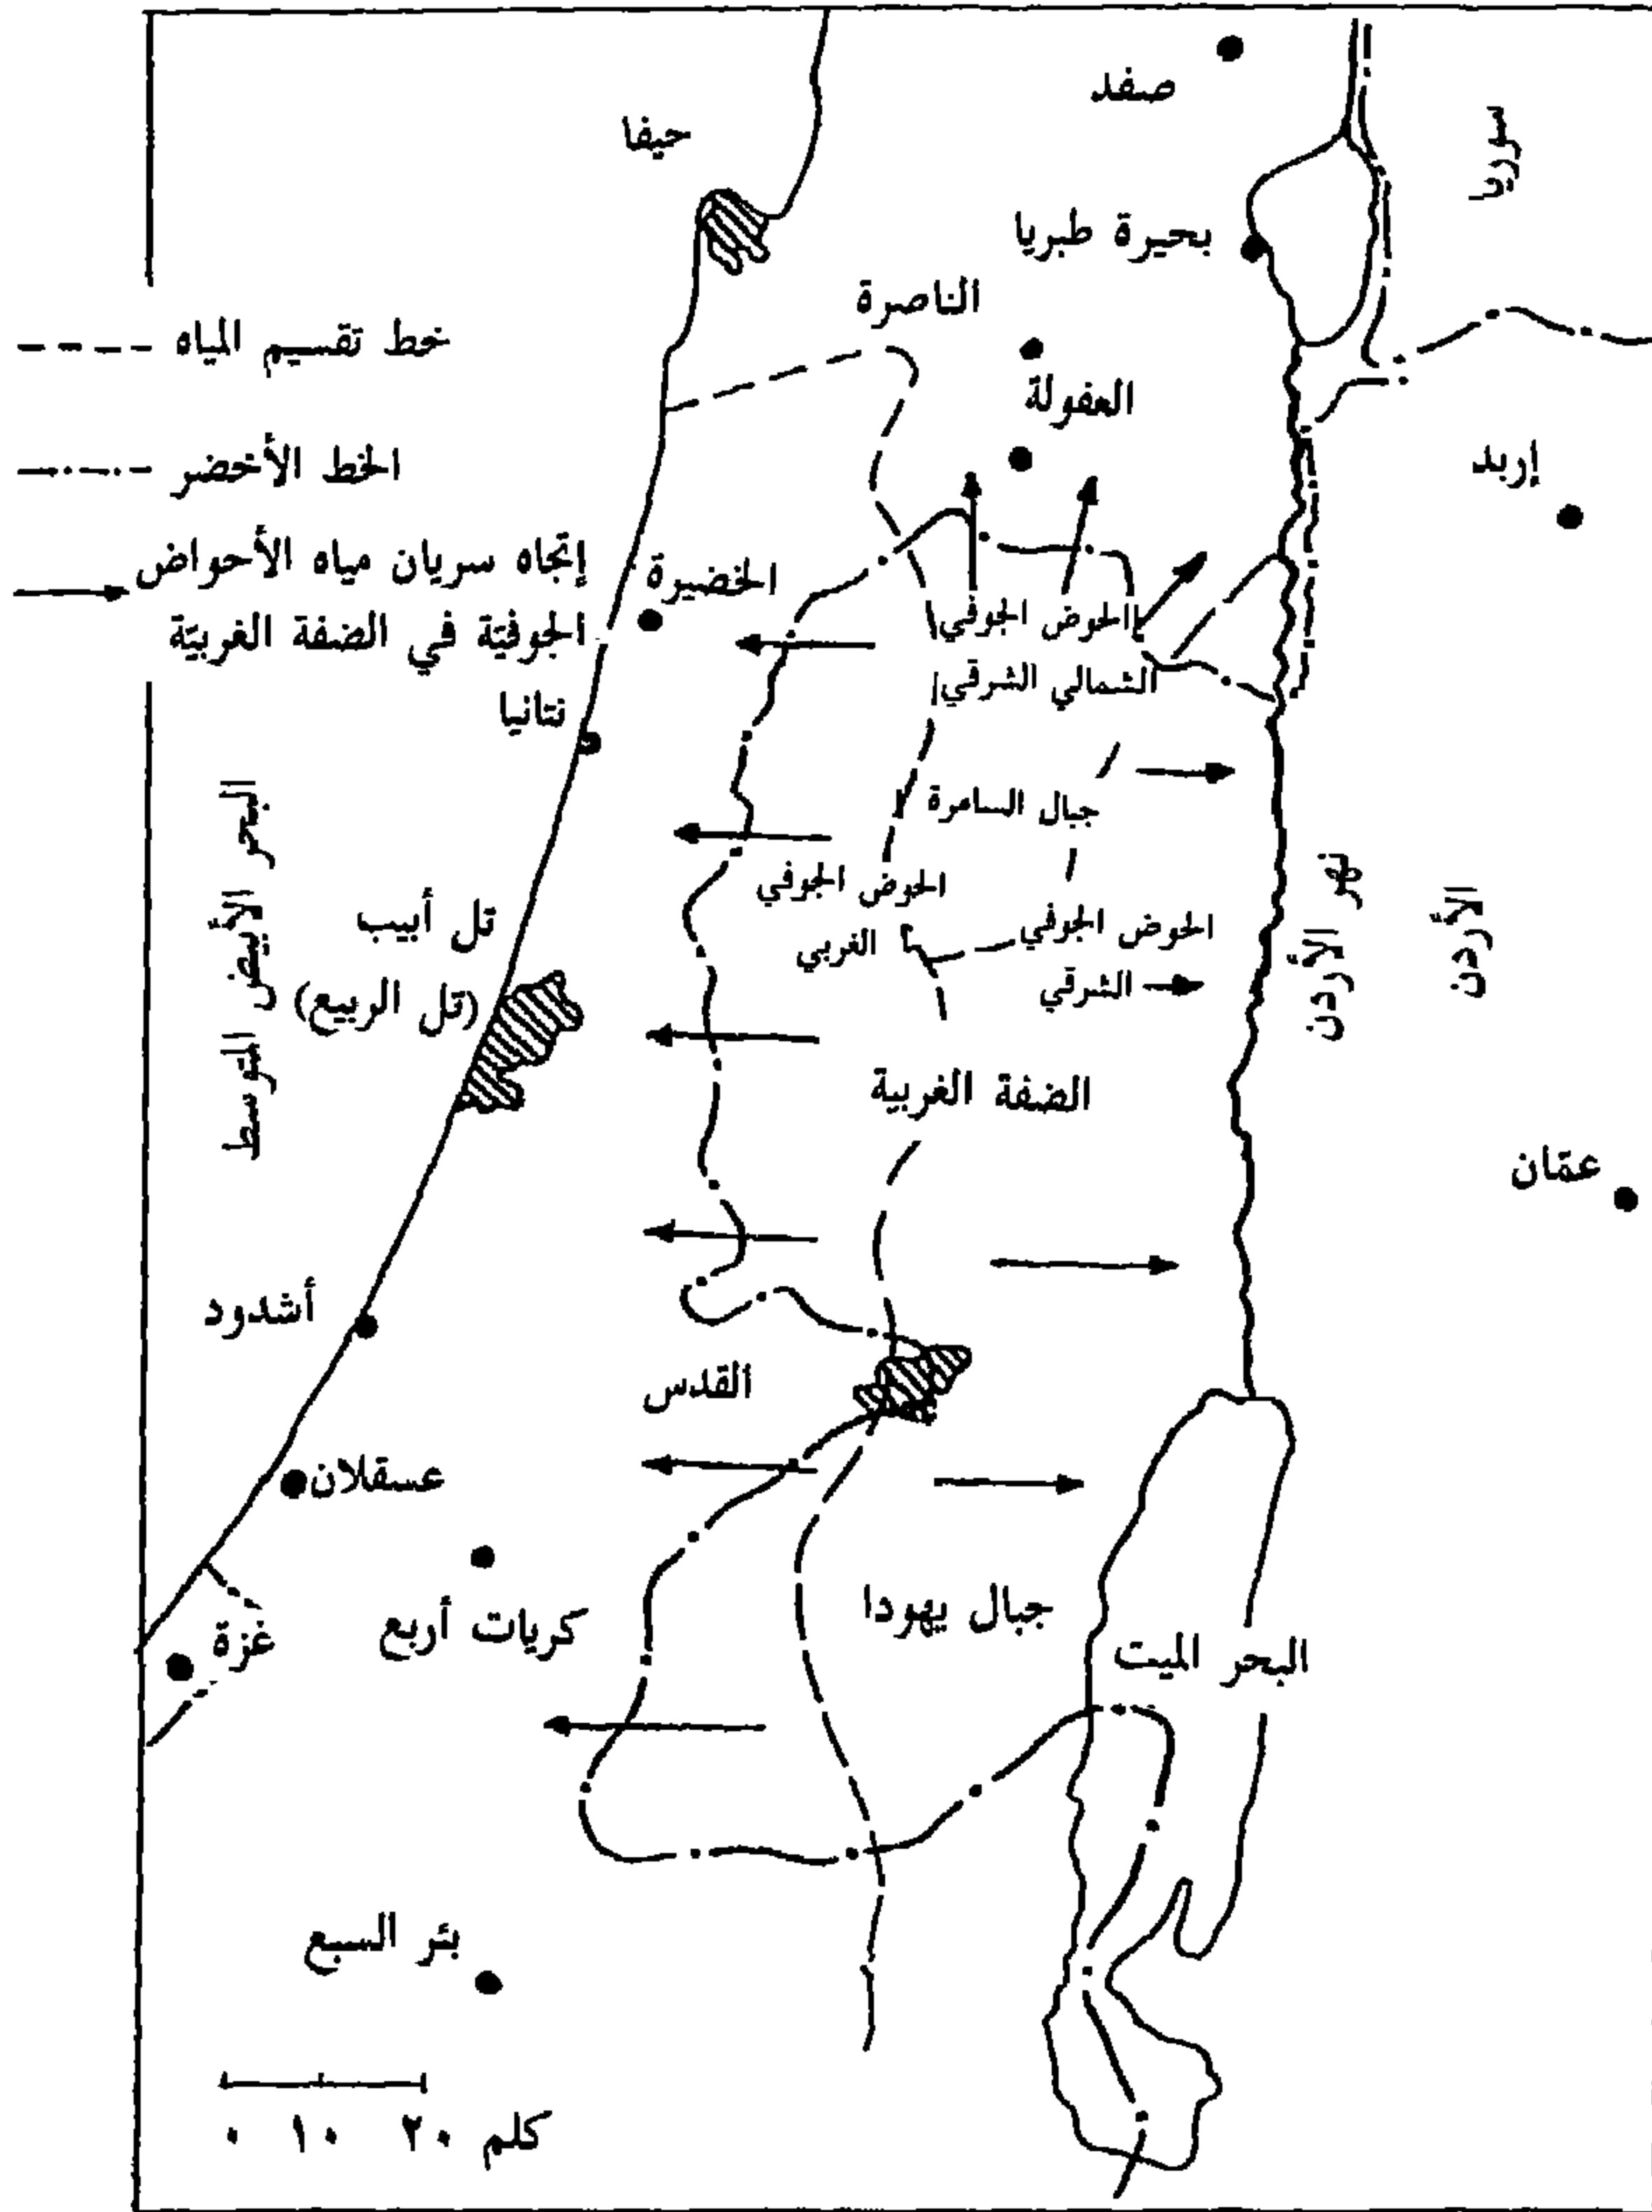 صفد
حيفا
سوريا
بحيرة طبريا
الناصرة
خط تقسيم المياه
العفولة
الخط الأخضر
إربد
إتجاه سريان مياه الأحواض
الجوفيّة في الضفة الغربيّة
الخضيرة
الحوض الجوفي
الشمالي الشرقي
نتانيا
جبال السامرة
البحر الأبيض المتوسط
الحوض الجوفي
الغربي
الحوض الجوفي
الشرقي
نهر الأردن
الأردن
تل أبيب
(تل الربيع)
الضفة الغربية
عمّان
أشدود
القدس
عسقلان
كريات أربع
جبال يهودا
غزة
البحر الميت
بئر السبع
٠ ١٠ ٢٠ كلم